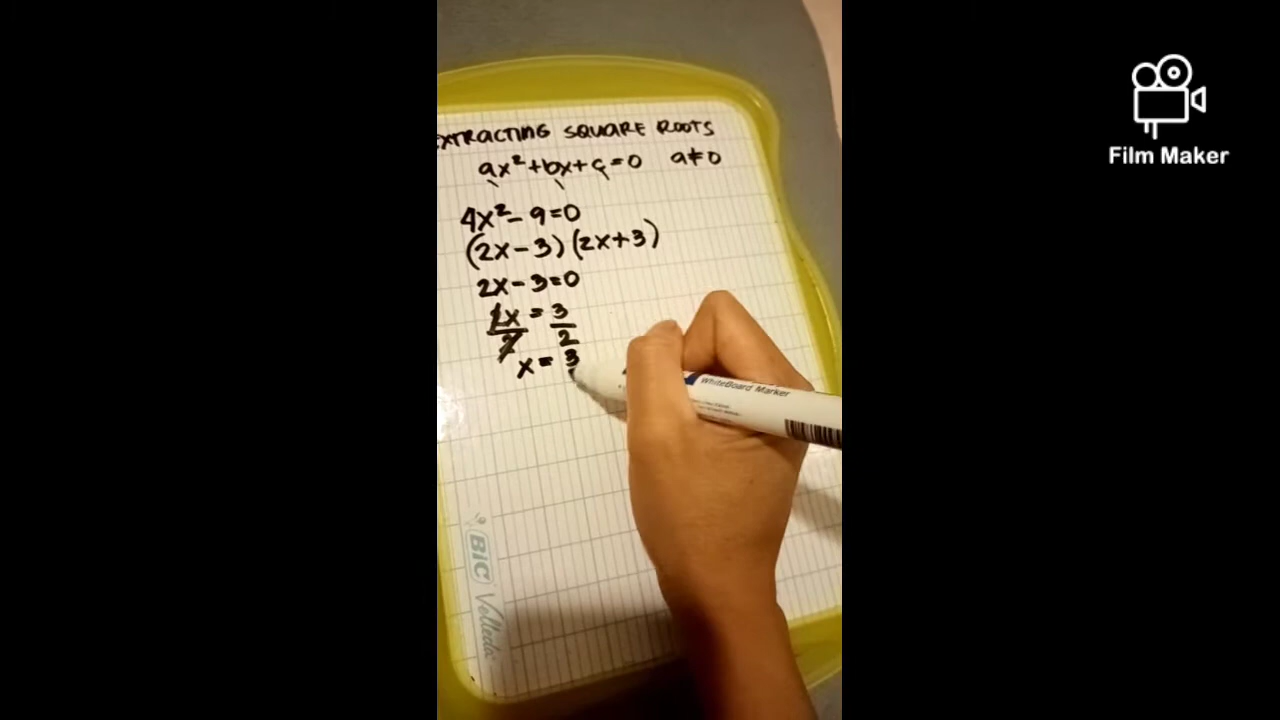 EXTRACTING SQUARE ROOTS
ax²+bx+c=0 a≠0
4x²-9=0
(2x-3)(2x+3)
2x-3=0
2x = 3
2 2
x = 3
WhiteBoard Marker
BIC Velleda
Film Maker